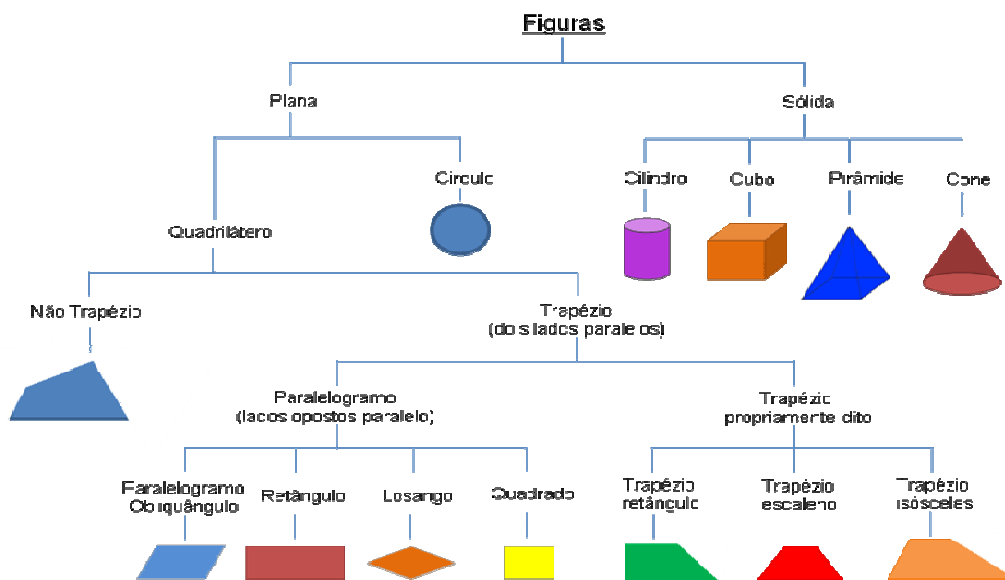 Figuras
Plana
Sólida
Círculo
Cilindro
Cubo
Pirâmide
Cone
Quadrilátero
Não Trapézio
Trapézio
(dois lados paralelos)
Paralelogramo
(lados opostos paralelo)
Trapézio
propriamente dito
Paralelogramo
Obliquângulo
Retângulo
Losango
Quadrado
Trapézio
retângulo
Trapézio
escaleno
Trapézio
isósceles